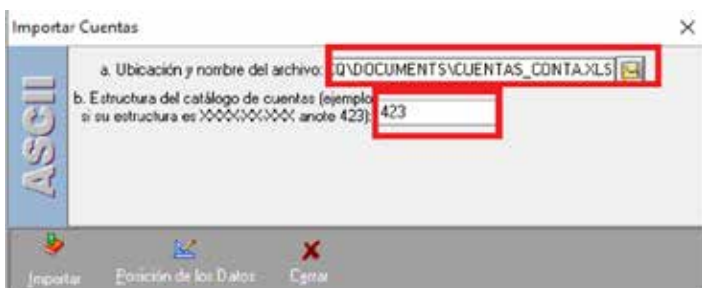 Importar Cuentas
ASCII
a. Ubicación y nombre del archivo: Q\DOCUMENTS\CUENTAS_CONTA.XLS
b. Estructura del catálogo de cuentas (ejemplo
si su estructura es XXXX-XX-XXX anote 423): 423
Importar Posición de los Datos Cerrar